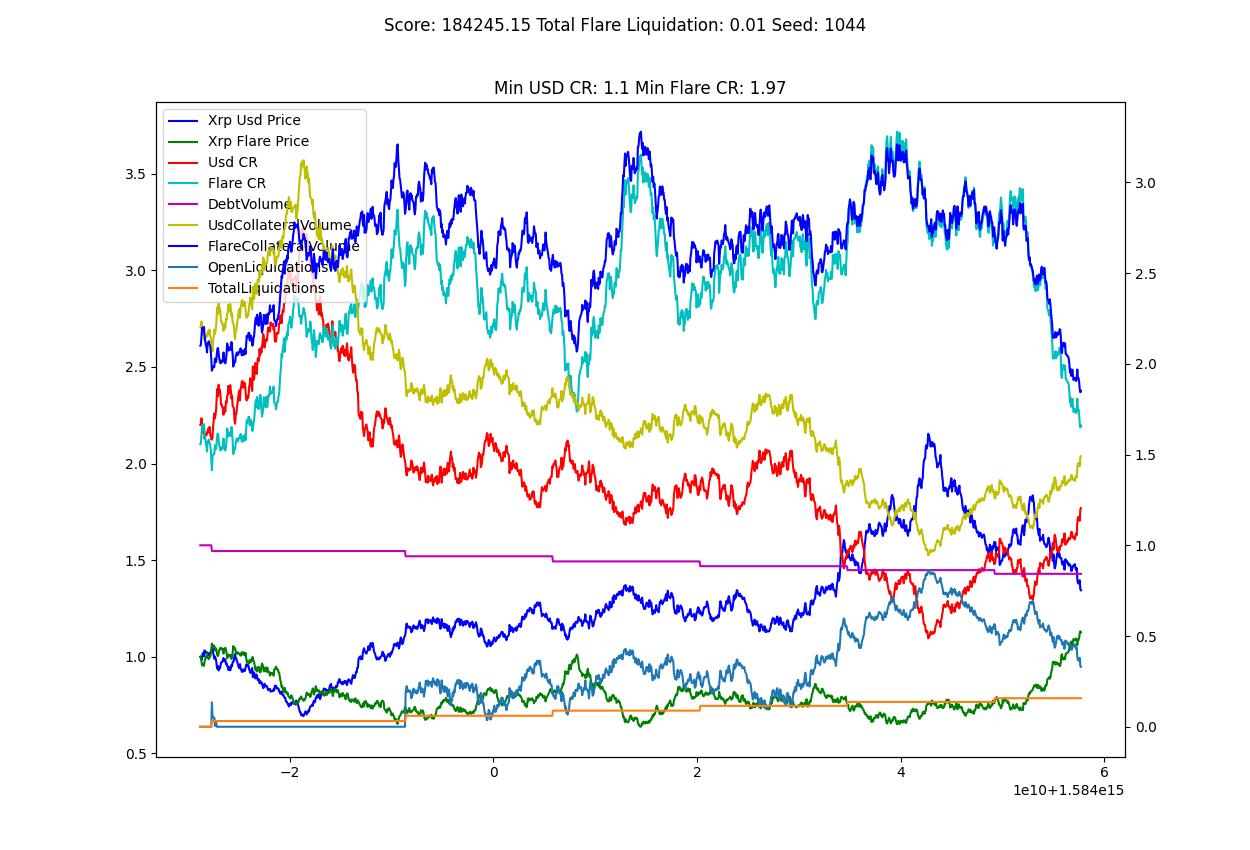 Score: 184245.15 Total Flare Liquidation: 0.01 Seed: 1044
Min USD CR: 1.1 Min Flare CR: 1.97
Xrp Usd Price
Xrp Flare Price
Usd CR
Flare CR
DebtVolume
UsdCollateralVolume
FlareCollateralVolume
OpenLiquidations
TotalLiquidations
3.5
3.0
2.5
2.0
1.5
1.0
0.5
3.0
2.5
2.0
1.5
1.0
0.5
0.0
−2
0
2
4
6
1e10+1.584e15